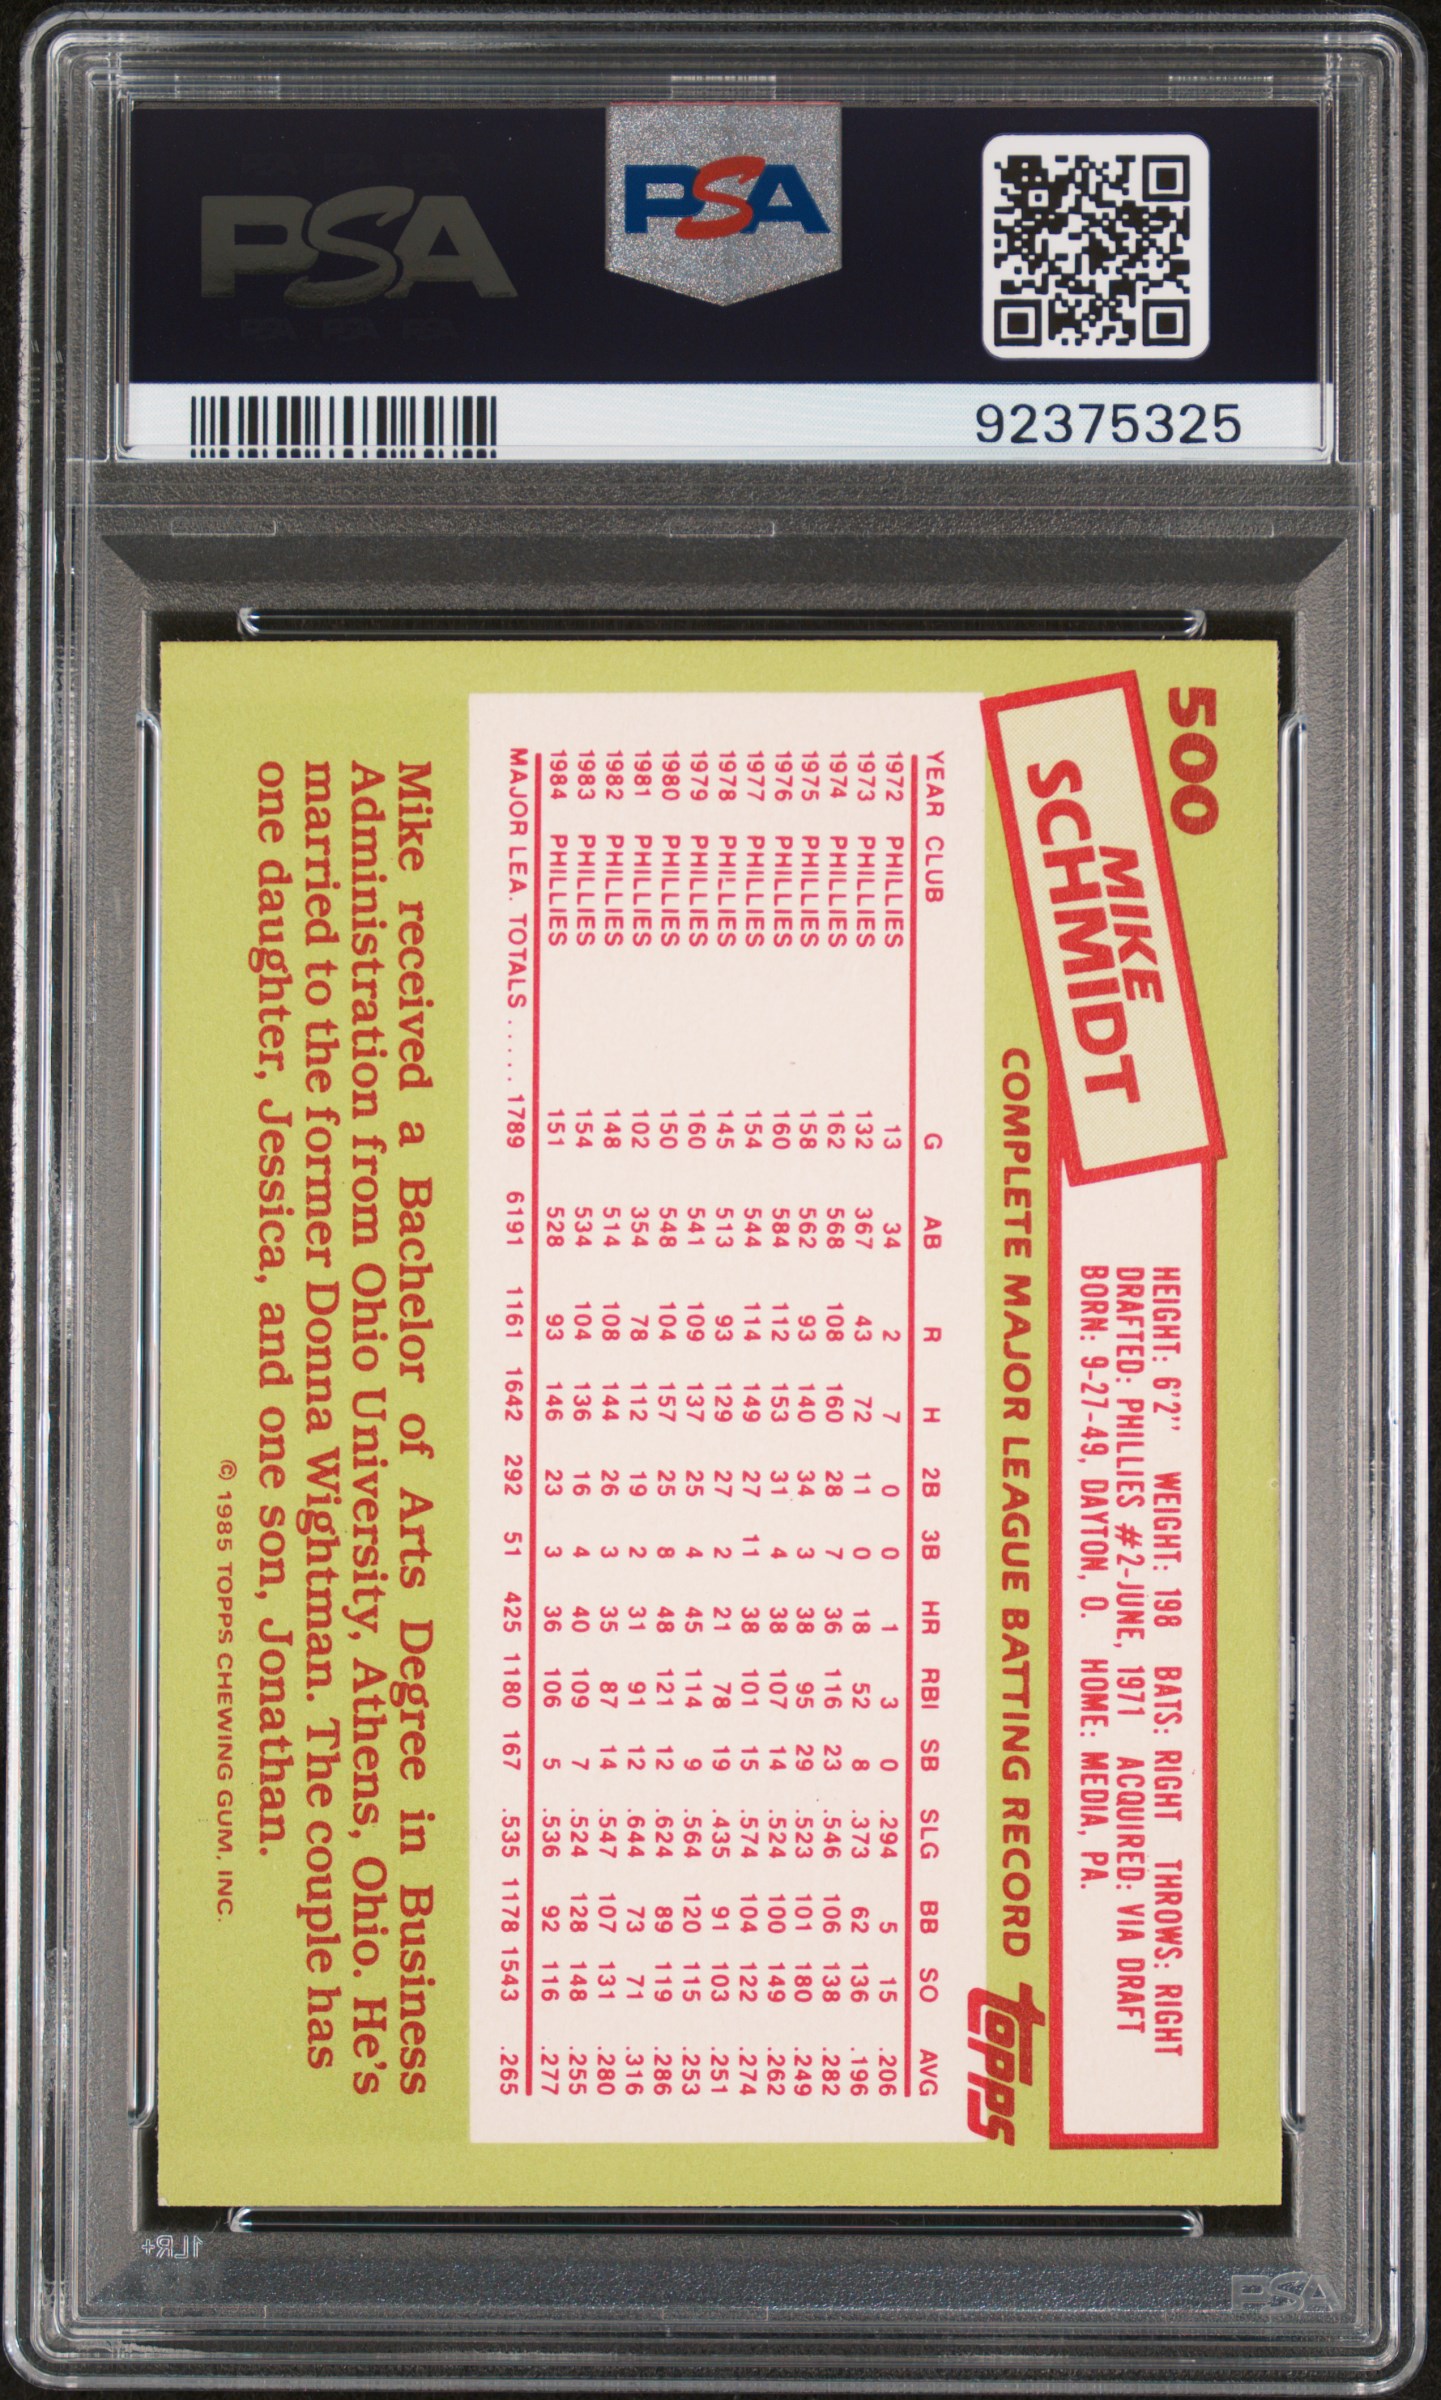 PSA
PSA
92375325
500
MIKE
SCHMIDT
HEIGHT: 6'2" WEIGHT: 198 BATS: RIGHT THROWS: RIGHT
DRAFTED: PHILLIES #2-JUNE, 1971 ACQUIRED: VIA DRAFT
BORN: 9-27-49, DAYTON, O. HOME: MEDIA, PA.
COMPLETE MAJOR LEAGUE BATTING RECORD
topps
YEAR CLUB G AB R H 2B 3B HR RBI SB SLG BB SO AVG
1972 PHILLIES 13 34 2 7 0 0 1 3 0 .294 5 15 .206
1973 PHILLIES 132 367 43 72 11 0 18 52 8 .373 62 136 .196
1974 PHILLIES 162 568 108 160 28 7 36 116 23 .546 106 138 .282
1975 PHILLIES 158 562 93 140 34 3 38 95 29 .523 101 180 .249
1976 PHILLIES 160 584 112 153 31 4 38 107 14 .524 100 149 .262
1977 PHILLIES 154 544 114 149 27 11 38 101 15 .574 104 122 .274
1978 PHILLIES 145 513 93 129 27 2 21 78 19 .435 91 103 .251
1979 PHILLIES 160 541 109 137 25 4 45 114 9 .564 120 115 .253
1980 PHILLIES 150 548 104 157 25 8 48 121 12 .624 89 119 .286
1981 PHILLIES 102 354 78 112 19 2 31 91 12 .644 73 71 .316
1982 PHILLIES 148 514 108 144 26 3 35 87 14 .547 107 131 .280
1983 PHILLIES 154 534 104 136 16 4 40 109 7 .524 128 148 .255
1984 PHILLIES 151 528 93 146 23 3 36 106 5 .536 92 116 .277
MAJOR LEA. TOTALS ..... 1789 6191 1161 1642 292 51 425 1180 167 .535 1178 1543 .265
Mike received a Bachelor of Arts Degree in Business
Administration from Ohio University, Athens, Ohio. He's
married to the former Donna Wightman. The couple has
one daughter, Jessica, and one son, Jonathan.
© 1985 TOPPS CHEWING GUM, INC.
1LR+
PSA